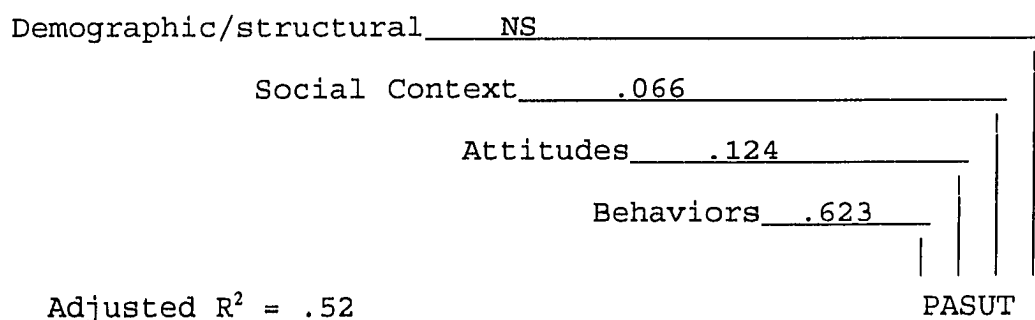 Demographic/structural NS
Social Context .066
Attitudes .124
Behaviors .623
Adjusted R² = .52 PASUT